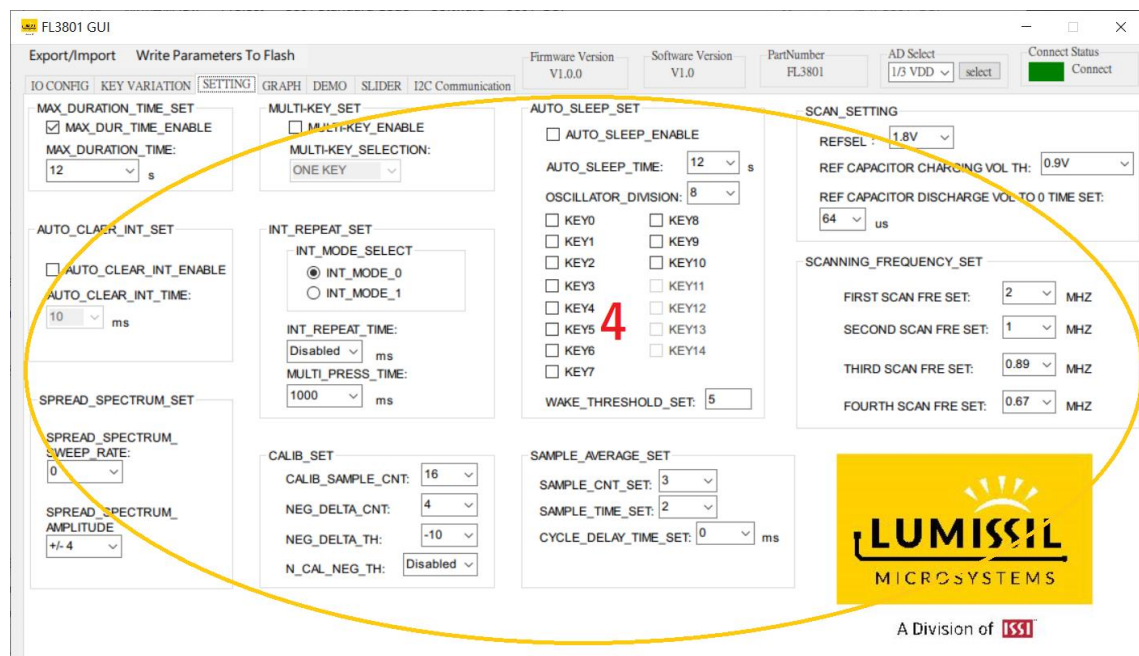 FL3801 GUI
Export/Import Write Parameters To Flash
Firmware Version
V1.0.0
Software Version
V1.0
PartNumber
FL3801
AD Select
1/3 VDD select
Connect Status
Connect
IO CONFIG KEY VARIATION SETTING GRAPH DEMO SLIDER I2C Communication
MAX_DURATION_TIME_SET
MAX_DUR_TIME_ENABLE
MAX_DURATION_TIME:
12 s
AUTO_CLAER_INT_SET
AUTO_CLEAR_INT_ENABLE
AUTO_CLEAR_INT_TIME:
10 ms
SPREAD_SPECTRUM_SET
SPREAD_SPECTRUM_
SWEEP_RATE:
0
SPREAD_SPECTRUM_
AMPLITUDE
+/- 4
MULTI-KEY_SET
MULTI-KEY_ENABLE
MULTI-KEY_SELECTION:
ONE KEY
INT_REPEAT_SET
INT_MODE_SELECT
INT_MODE_0
INT_MODE_1
INT_REPEAT_TIME:
Disabled ms
MULTI_PRESS_TIME:
1000 ms
CALIB_SET
CALIB_SAMPLE_CNT: 16
NEG_DELTA_CNT: 4
NEG_DELTA_TH: -10
N_CAL_NEG_TH: Disabled
AUTO_SLEEP_SET
AUTO_SLEEP_ENABLE
AUTO_SLEEP_TIME: 12 s
OSCILLATOR_DIVISION: 8
KEY0 KEY8
KEY1 KEY9
KEY2 KEY10
KEY3 KEY11
KEY4 KEY12
KEY5 KEY13
KEY6 KEY14
KEY7
4
WAKE_THRESHOLD_SET: 5
SAMPLE_AVERAGE_SET
SAMPLE_CNT_SET: 3
SAMPLE_TIME_SET: 2
CYCLE_DELAY_TIME_SET: 0 ms
SCAN_SETTING
REFSEL : 1.8V
REF CAPACITOR CHARGING VOL TH: 0.9V
REF CAPACITOR DISCHARGE VOL TO 0 TIME SET:
64 us
SCANNING_FREQUENCY_SET
FIRST SCAN FRE SET: 2 MHZ
SECOND SCAN FRE SET: 1 MHZ
THIRD SCAN FRE SET: 0.89 MHZ
FOURTH SCAN FRE SET: 0.67 MHZ
LUMISSIL
MICROSYSTEMS
A Division of ISSI